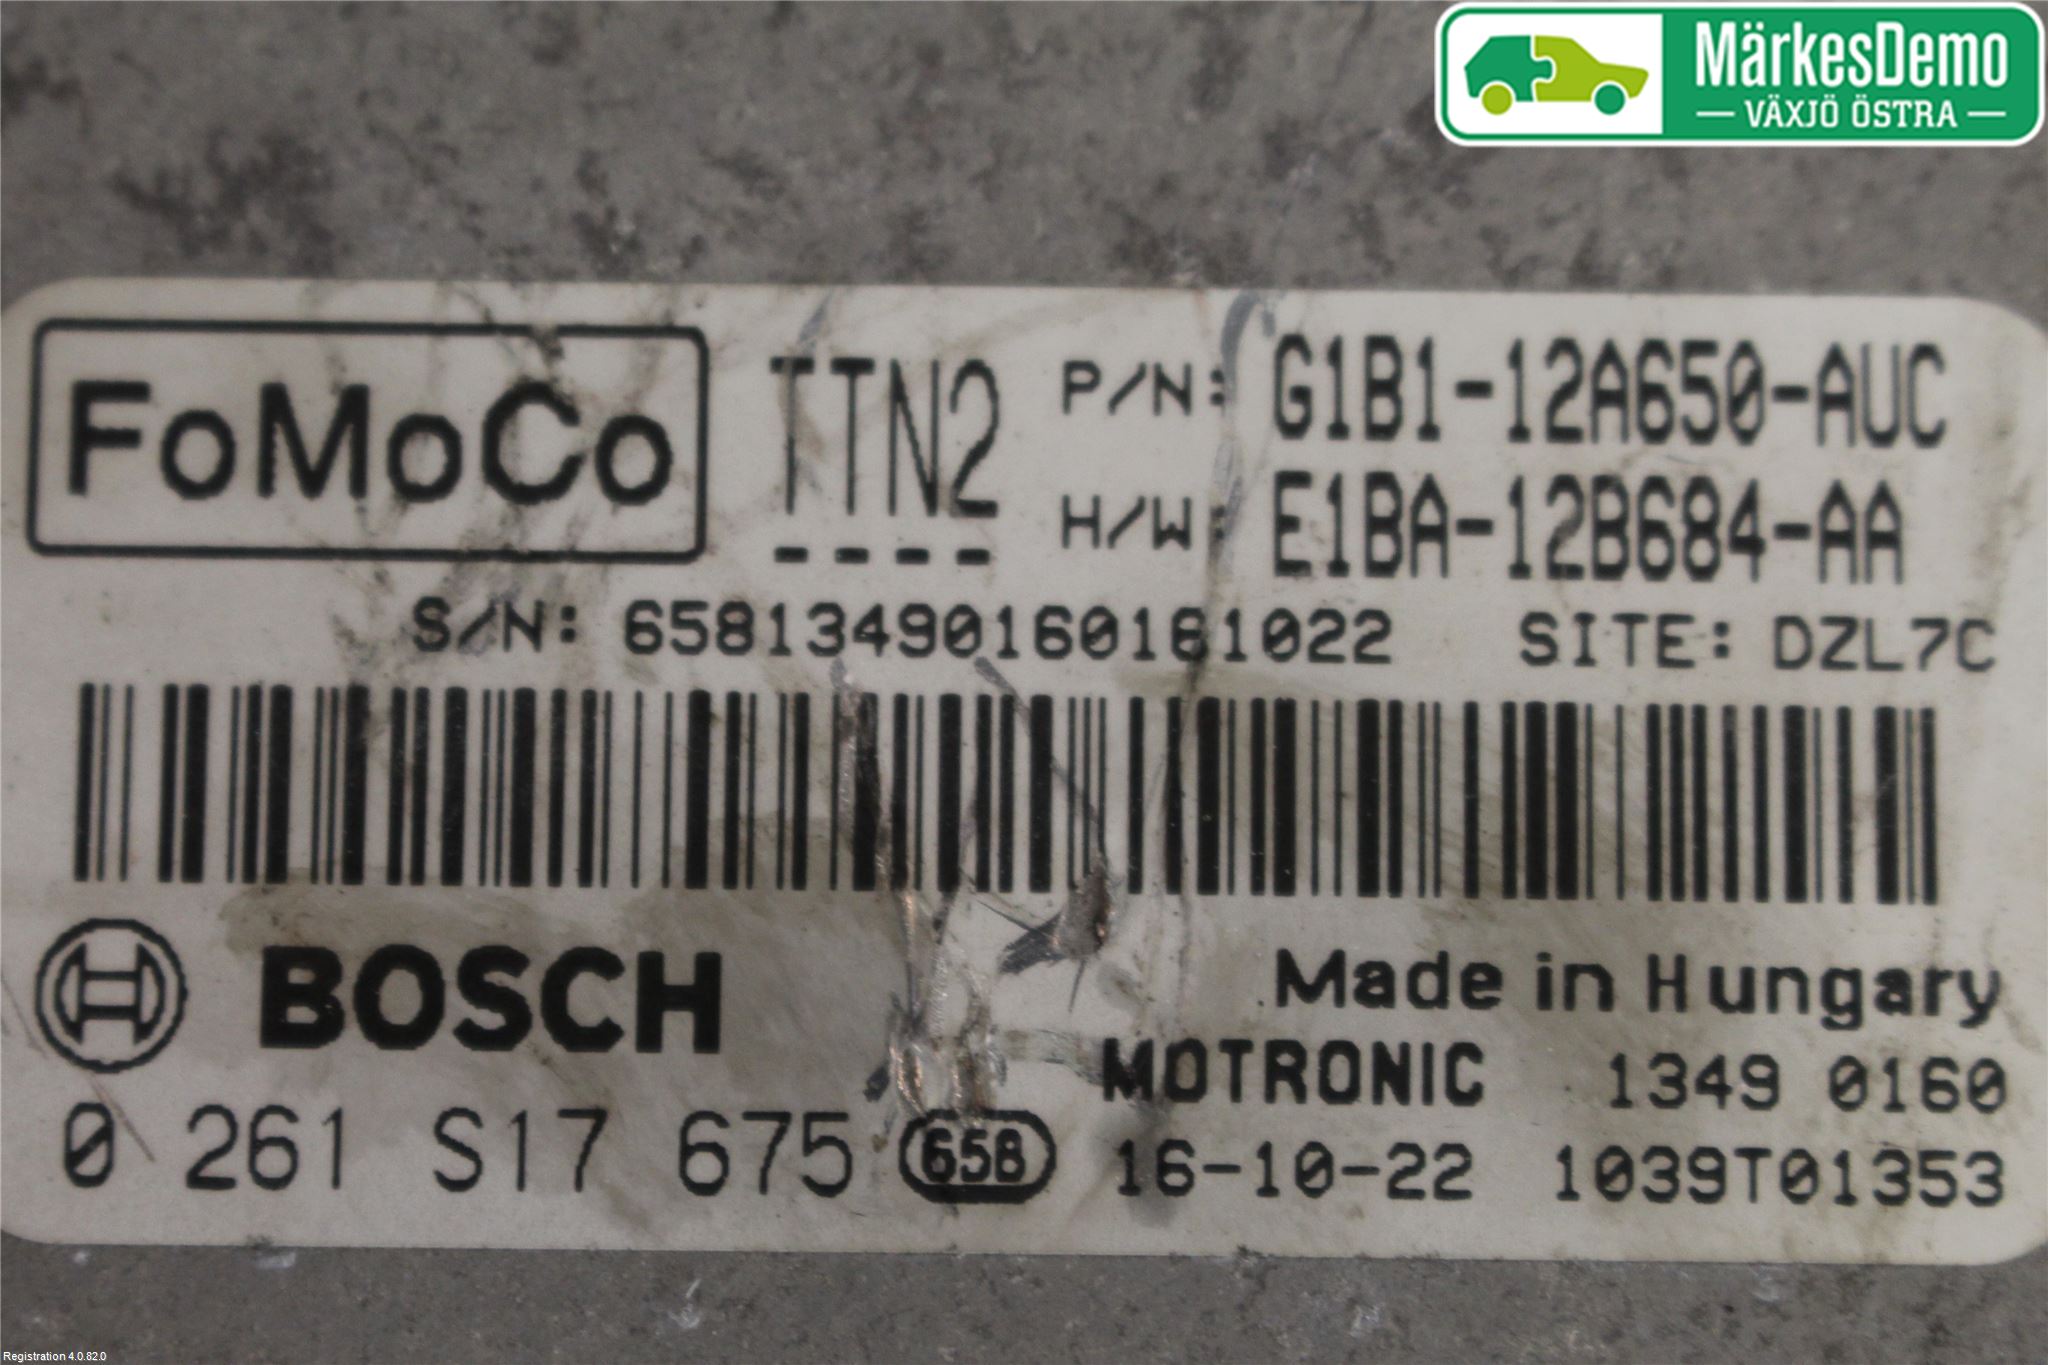 MärkesDemo
VÄXJÖ ÖSTRA
FoMoCo TTN2 P/N: G1B1-12A650-AUC
---- H/W: E1BA-12B684-AA
S/N: 65813490160161022 SITE: DZL7C
BOSCH Made in Hungary
MOTRONIC 1349 0160
0 261 S17 675 658 16-10-22 1039T01353
Registration 4.0.82.0